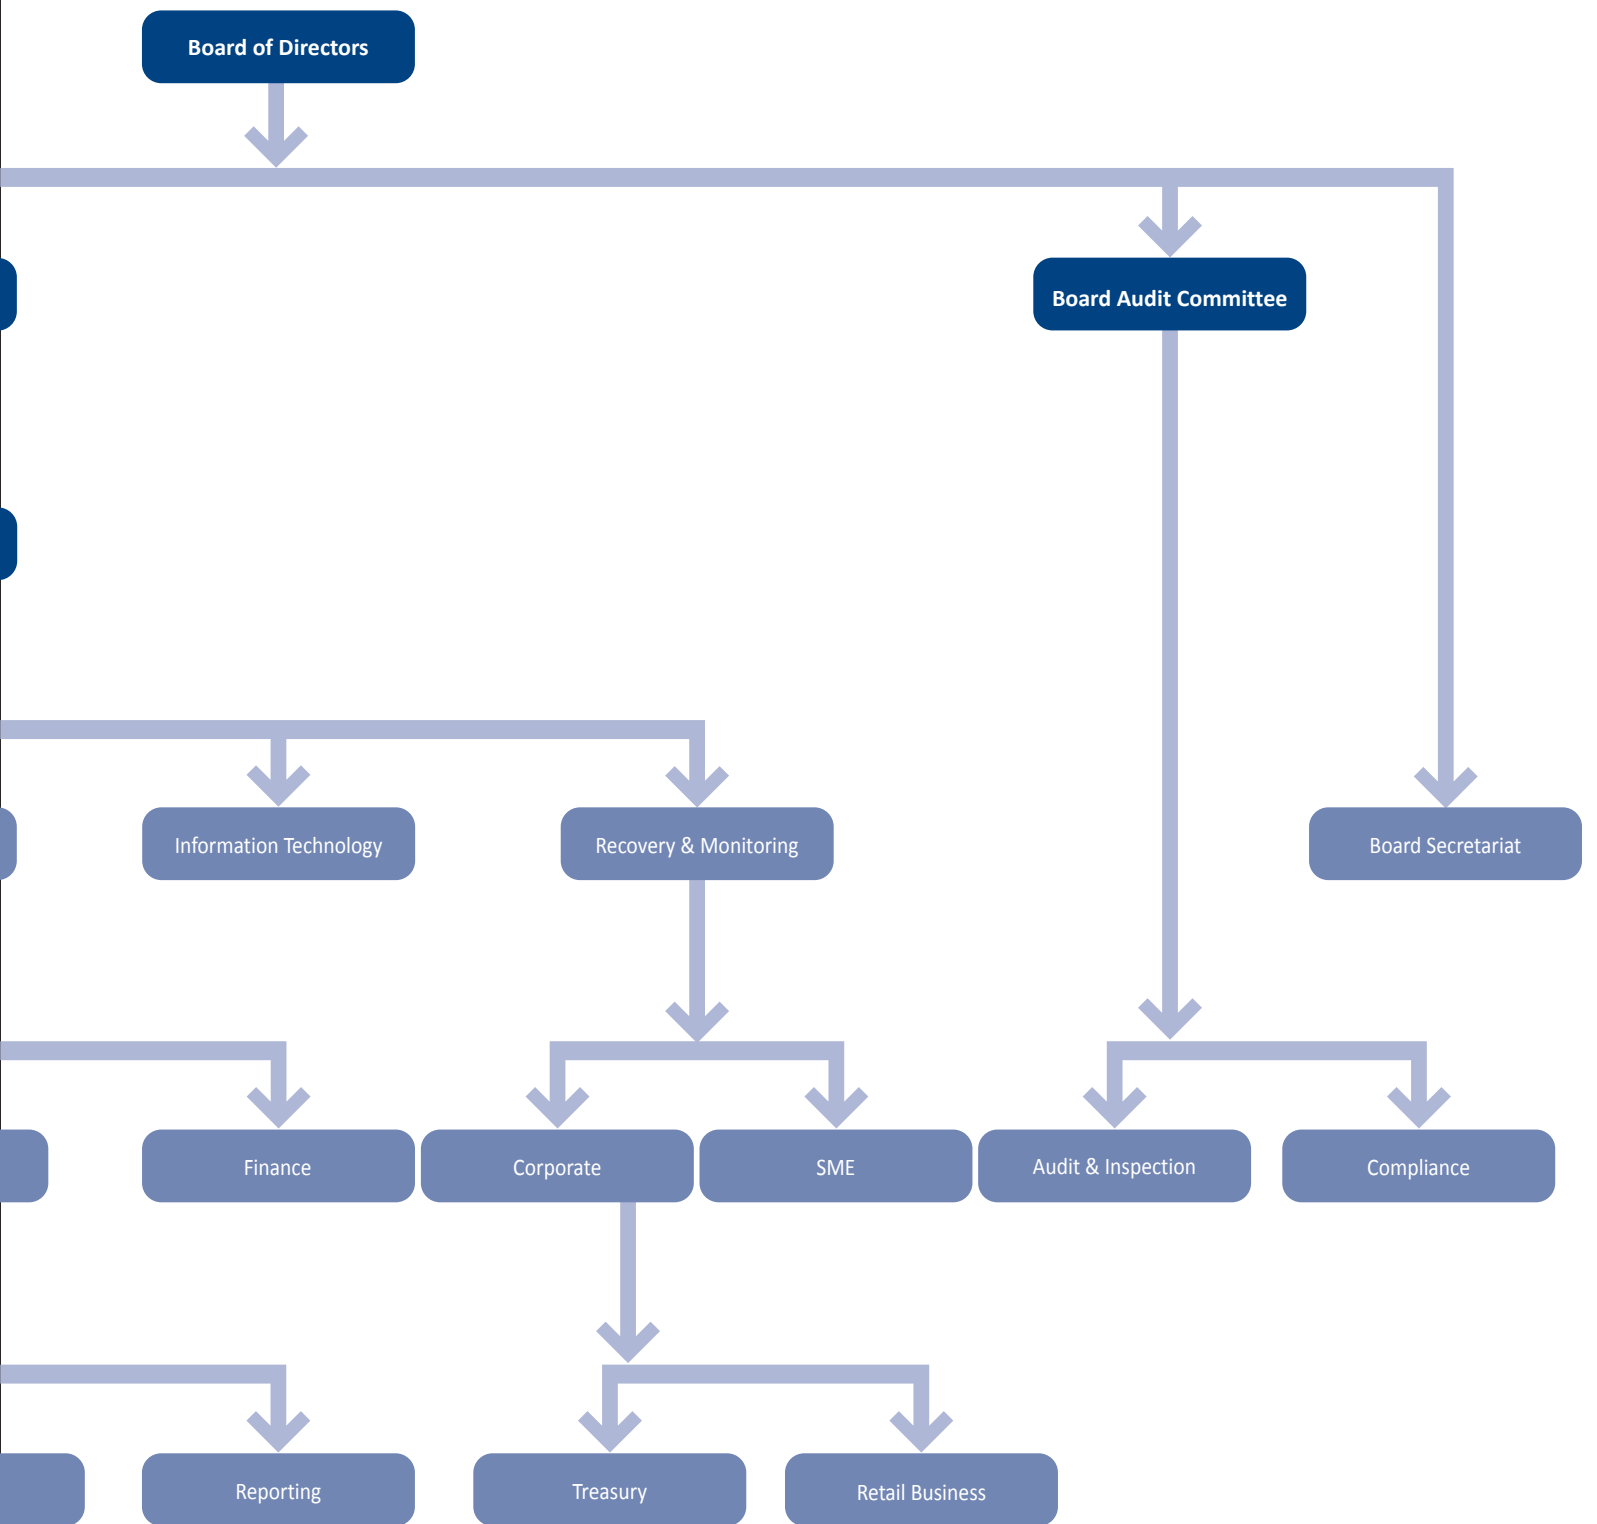 Board of Directors
Board Audit Committee
Information Technology
Recovery & Monitoring
Board Secretariat
Finance
Corporate
SME
Audit & Inspection
Compliance
Reporting
Treasury
Retail Business